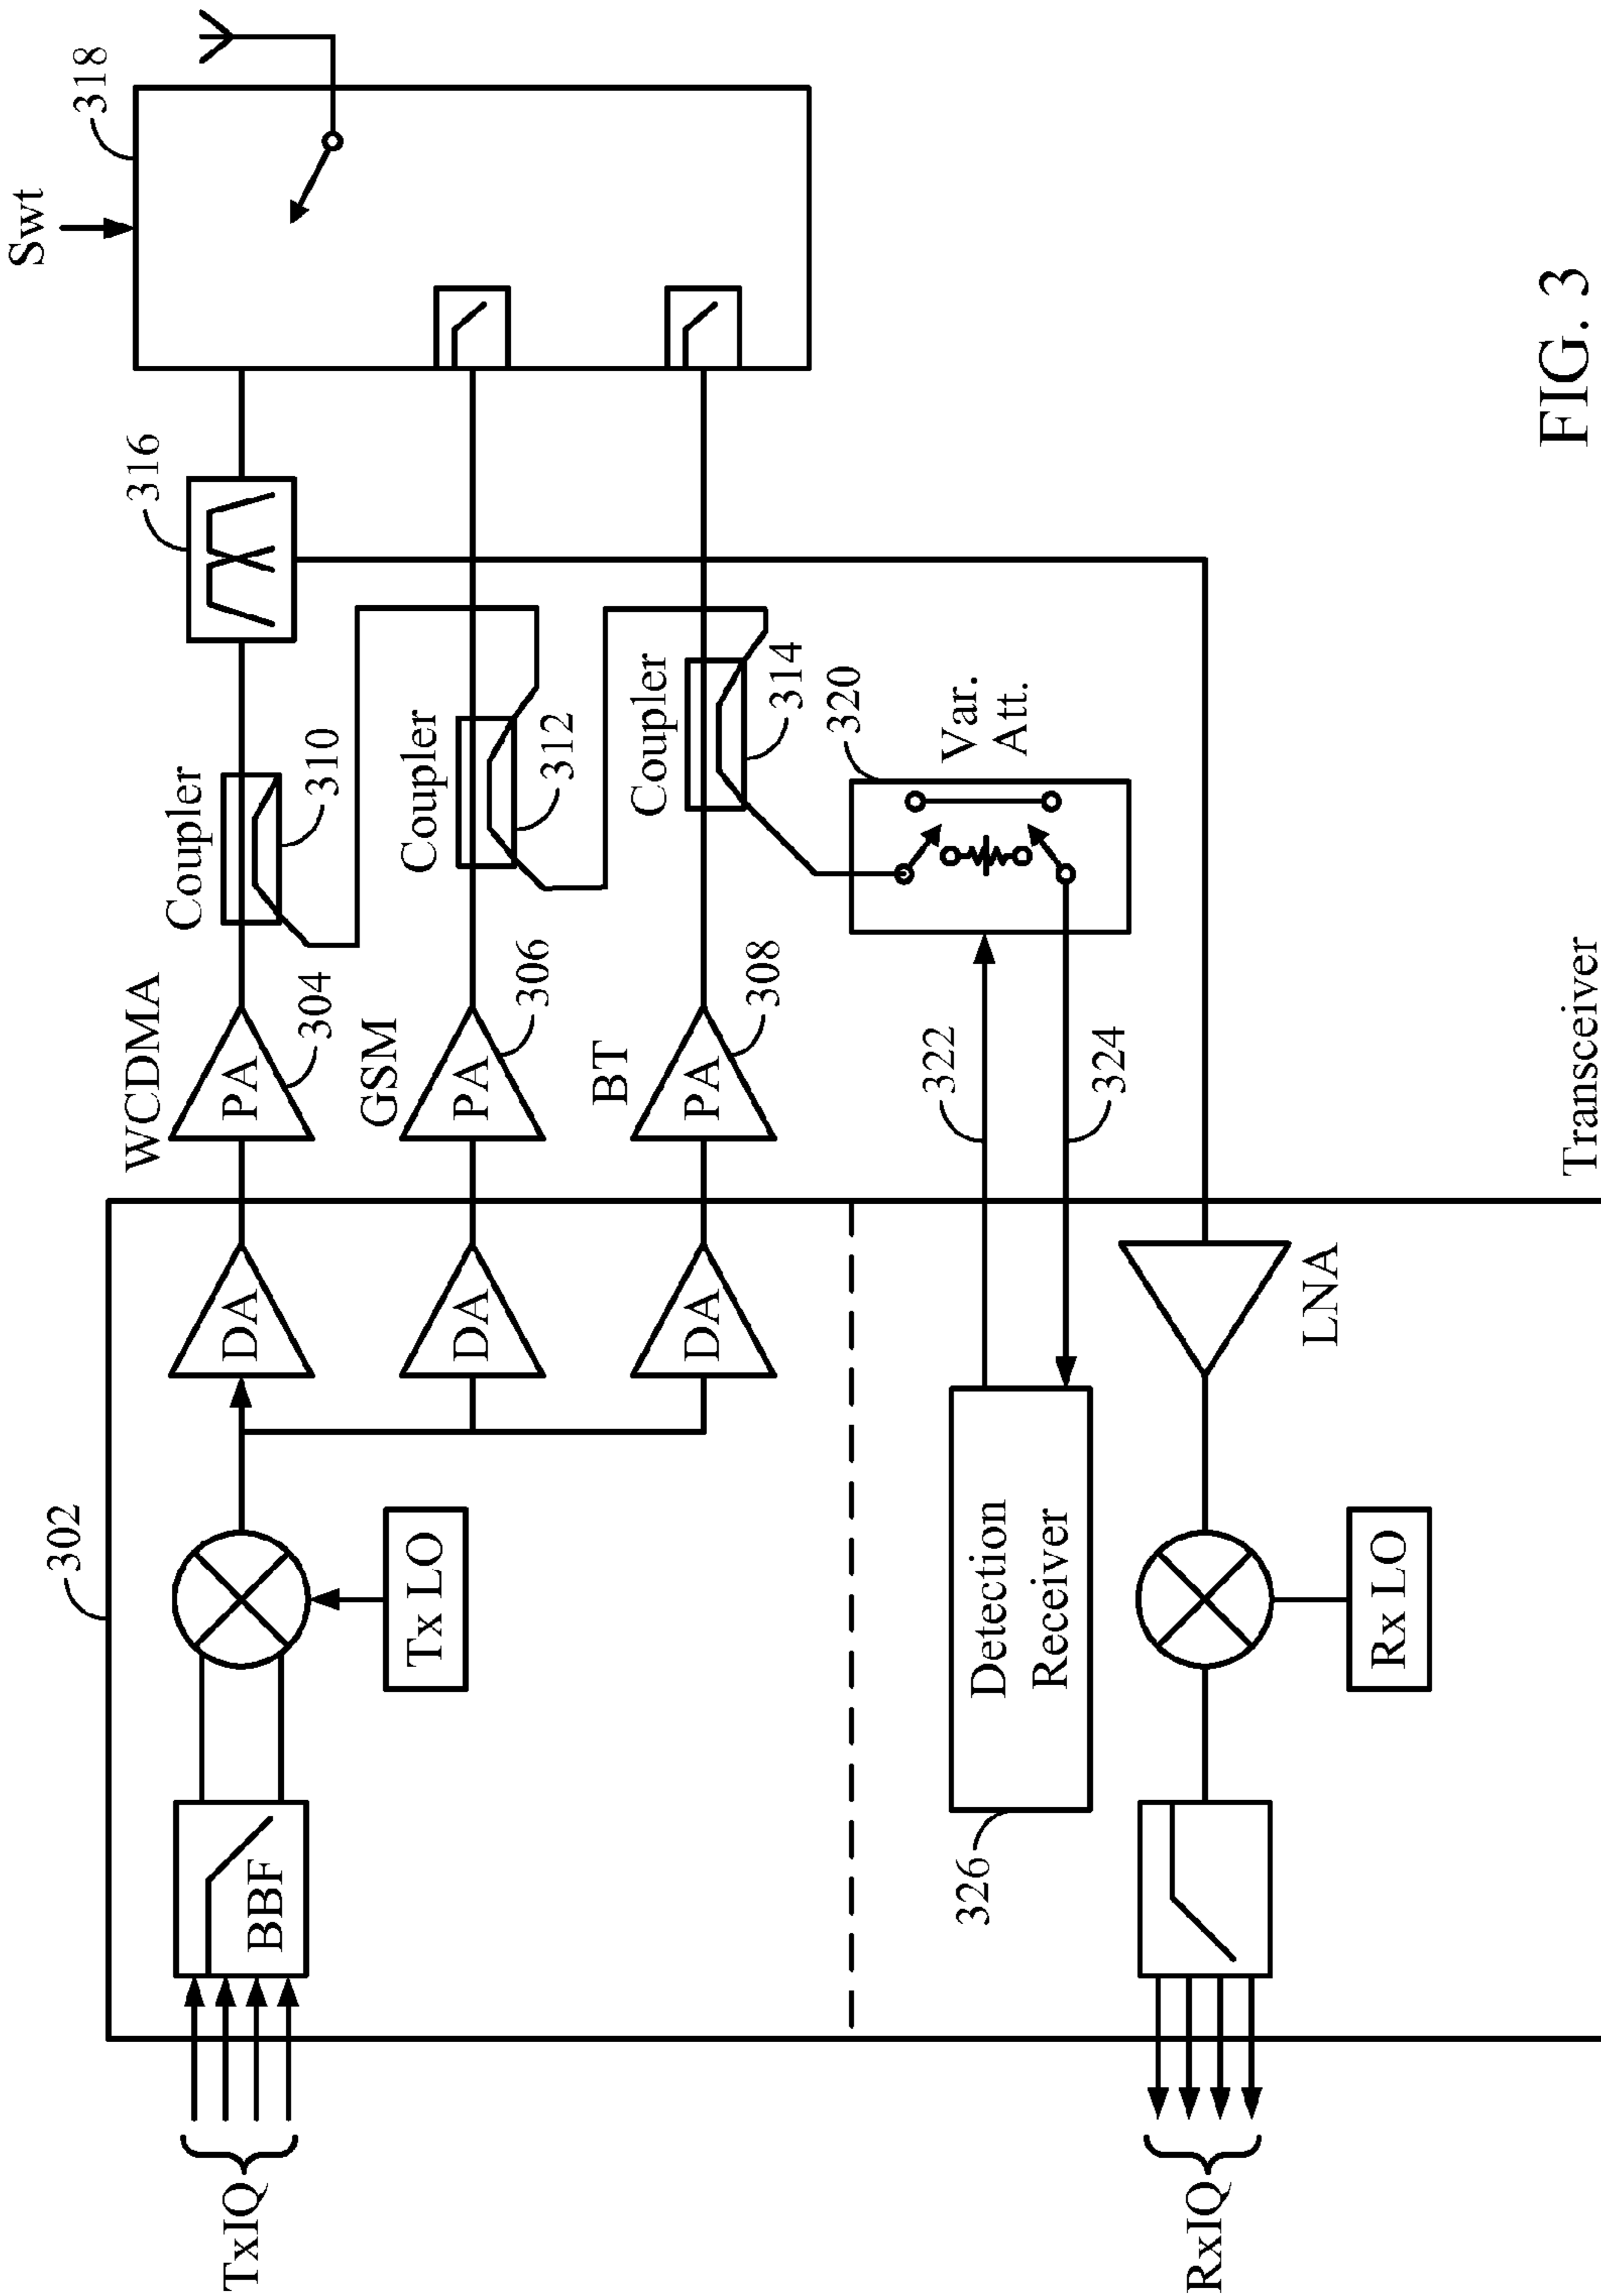 TxIQ
BBF
302
Tx LO
DA
DA
DA
WCDMA
PA
304
GSM
PA
306
BT
PA
308
Coupler
310
Coupler
312
Coupler
314
316
Swt
318
320
Var.
Att.
322
324
Detection
Receiver
326
LNA
Rx LO
RxIQ
Transceiver
FIG. 3